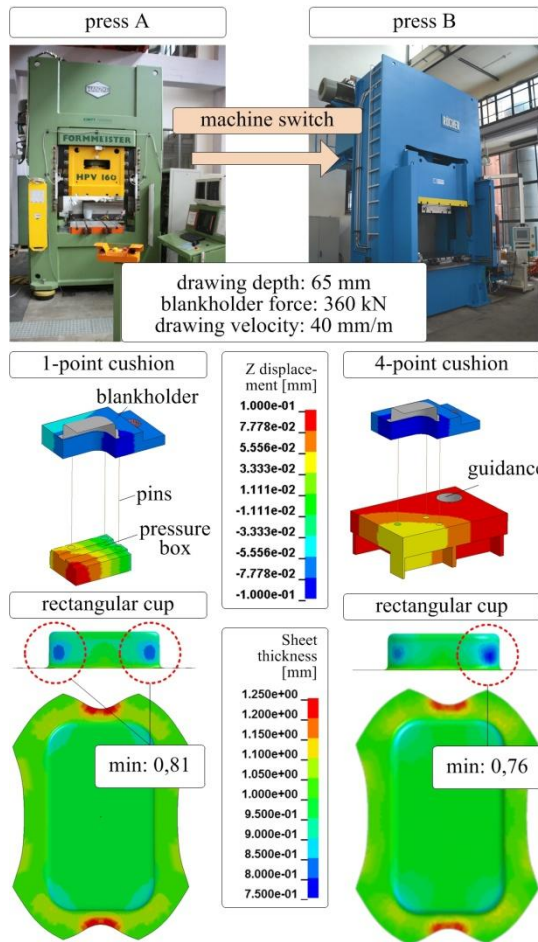 press A
press B
FORMMEISTER
HPV 160
machine switch
drawing depth: 65 mm
blankholder force: 360 kN
drawing velocity: 40 mm/m
1-point cushion
4-point cushion
blankholder
pins
pressure
box
Z displace-
ment [mm]
1.000e-01
7.778e-02
5.556e-02
3.333e-02
1.111e-02
-1.111e-02
-3.333e-02
-5.556e-02
-7.778e-02
-1.000e-01
guidance
rectangular cup
rectangular cup
min: 0,81
Sheet
thickness
[mm]
1.250e+00
1.200e+00
1.150e+00
1.100e+00
1.050e+00
1.000e+00
9.500e-01
9.000e-01
8.500e-01
8.000e-01
7.500e-01
min: 0,76